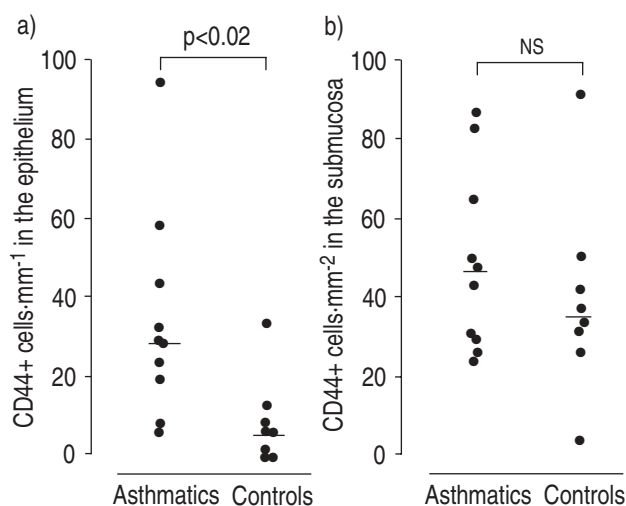 a)
p<0.02
CD44+ cells·mm⁻¹ in the epithelium
100
80
60
40
20
0
Asthmatics Controls
b)
NS
CD44+ cells·mm⁻² in the submucosa
100
80
60
40
20
0
Asthmatics Controls